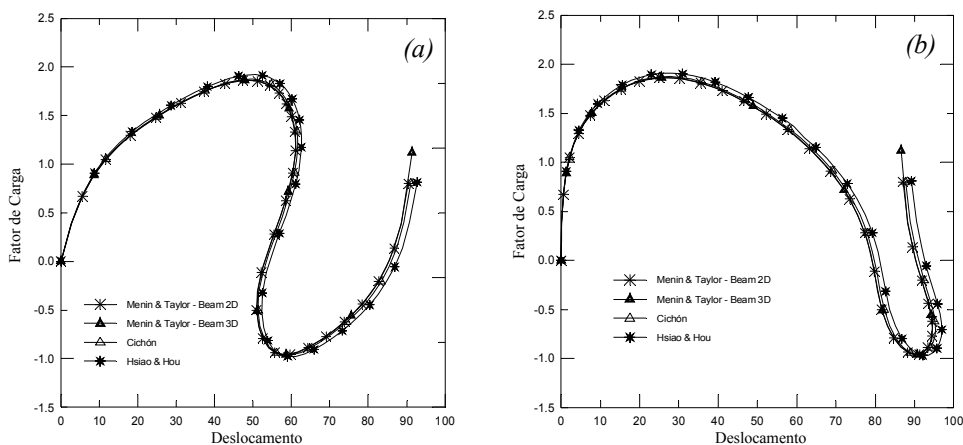 (a)
2.5
2.0
1.5
1.0
0.5
0.0
-0.5
-1.0
-1.5
Fator de Carga
Menin & Taylor - Beam 2D
Menin & Taylor - Beam 3D
Cichón
Hsiao & Hou
0 10 20 30 40 50 60 70 80 90 100
Deslocamento
(b)
2.5
2.0
1.5
1.0
0.5
0.0
-0.5
-1.0
-1.5
Fator de Carga
Menin & Taylor - Beam 2D
Menin & Taylor - Beam 3D
Cichón
Hsiao & Hou
0 10 20 30 40 50 60 70 80 90 100
Deslocamento